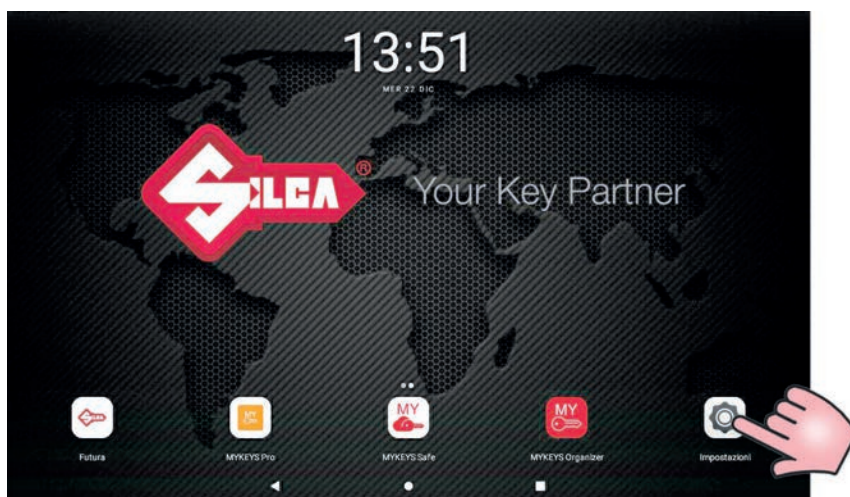 13:51
MER 22 DIC
SILCA ®
Your Key Partner
MY
MY
MY
Futura
MYKEYS Pro
MYKEYS Safe
MYKEYS Organizer
Impostazioni